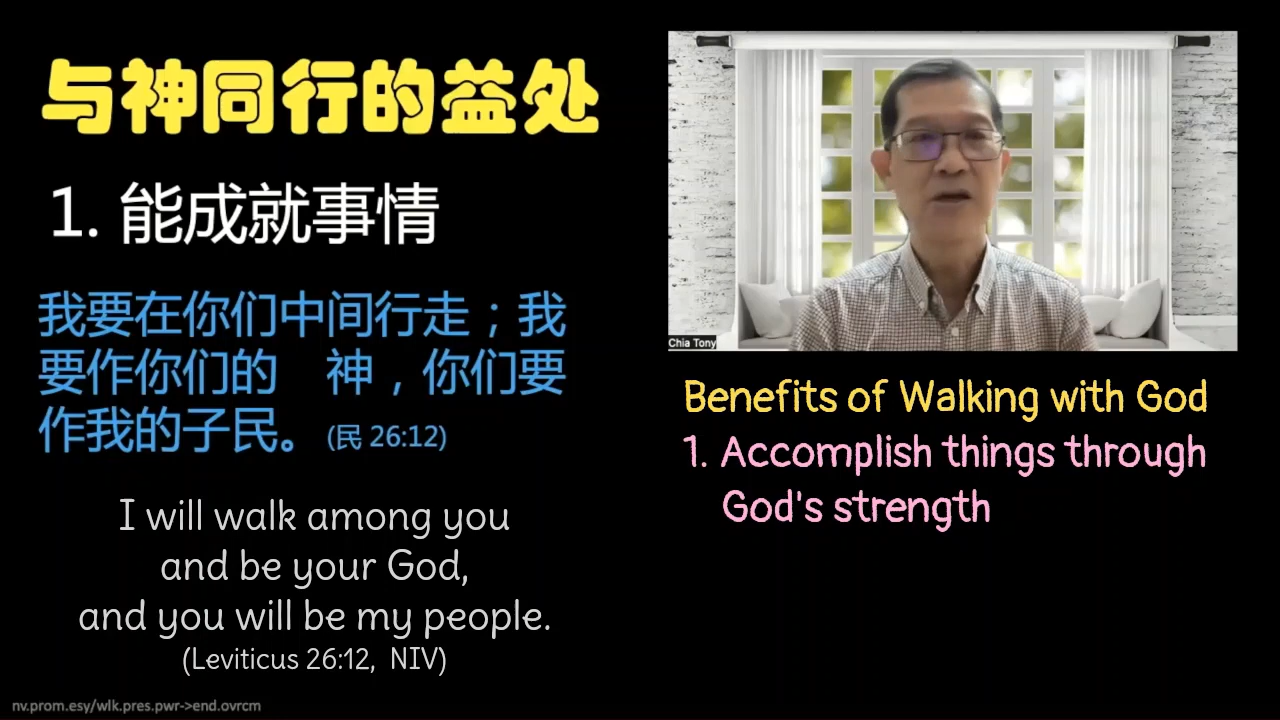 与神同行的益处
1. 能成就事情
我要在你们中间行走；我
要作你们的　神，你们要
作我的子民。 (民 26:12)
I will walk among you
and be your God,
and you will be my people.
(Leviticus 26:12, NIV)
nv.prom.esy/wlk.pres.pwr->end.ovrcm
Chia Tony
Benefits of Walking with God
1. Accomplish things through
God's strength